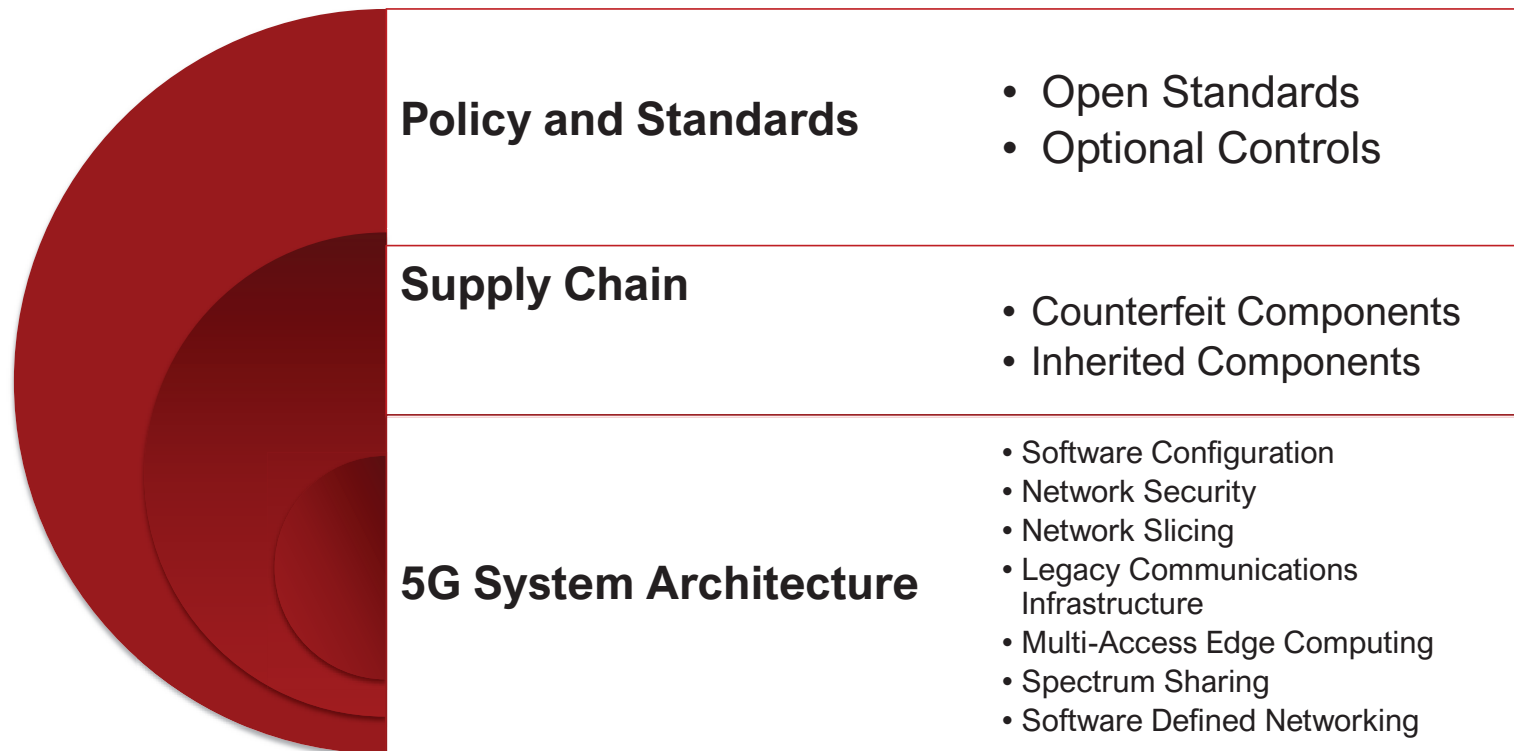 Policy and Standards
• Open Standards
• Optional Controls
Supply Chain
• Counterfeit Components
• Inherited Components
5G System Architecture
• Software Configuration
• Network Security
• Network Slicing
• Legacy Communications
Infrastructure
• Multi-Access Edge Computing
• Spectrum Sharing
• Software Defined Networking